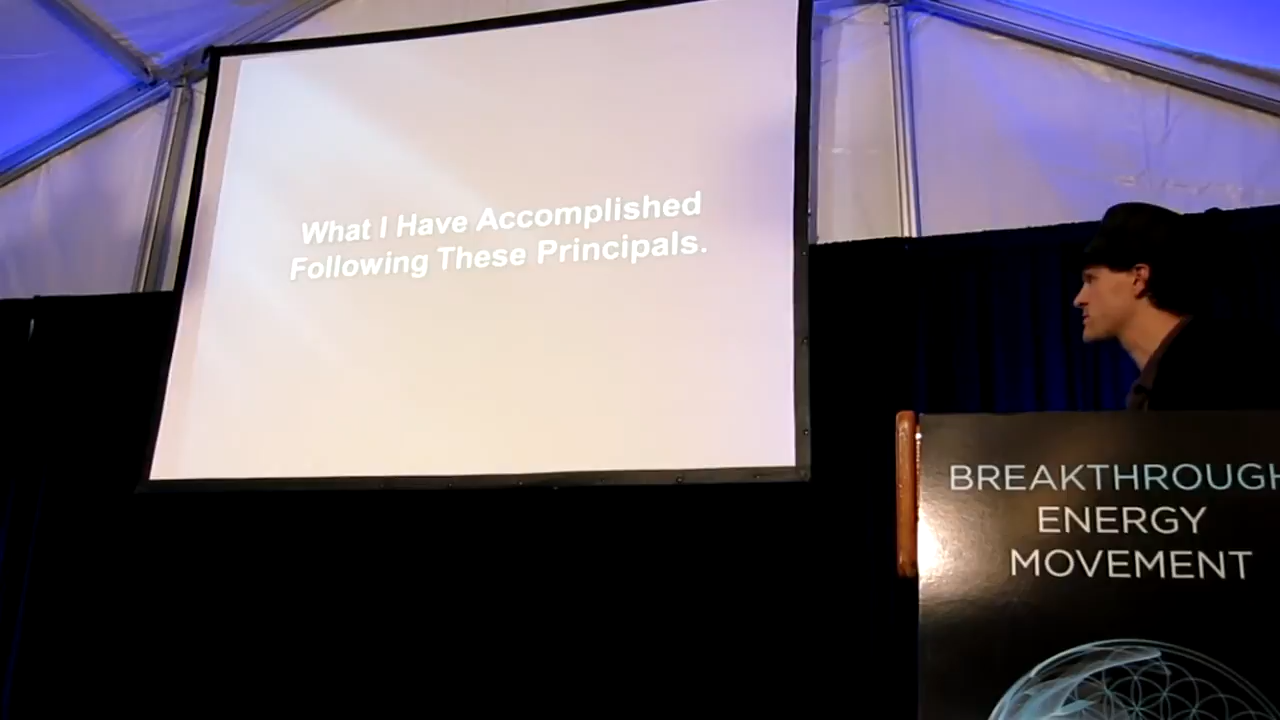 What I Have Accomplished
Following These Principals.
BREAKTHROUGH
ENERGY
MOVEMENT